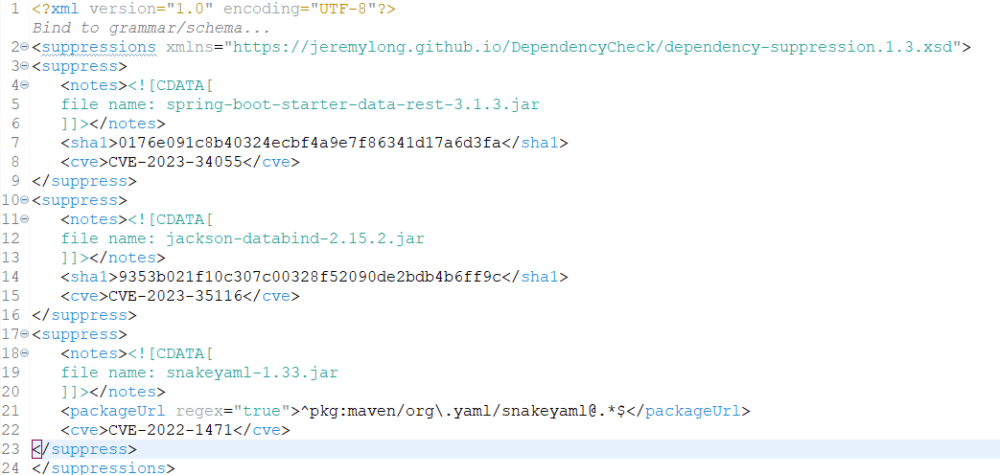 1 <?xml version="1.0" encoding="UTF-8"?>
Bind to grammar/schema...
2 <suppressions xmlns="https://jeremylong.github.io/DependencyCheck/dependency-suppression.1.3.xsd">
3 <suppress>
4 <notes><![CDATA[
5 file name: spring-boot-starter-data-rest-3.1.3.jar
6 ]]></notes>
7 <sha1>0176e091c8b40324ecbf4a9e7f86341d17a6d3fa</sha1>
8 <cve>CVE-2023-34055</cve>
9 </suppress>
10 <suppress>
11 <notes><![CDATA[
12 file name: jackson-databind-2.15.2.jar
13 ]]></notes>
14 <sha1>9353b021f10c307c00328f52090de2bdb4b6ff9c</sha1>
15 <cve>CVE-2023-35116</cve>
16 </suppress>
17 <suppress>
18 <notes><![CDATA[
19 file name: snakeyaml-1.33.jar
20 ]]></notes>
21 <packageUrl regex="true">^pkg:maven/org\.yaml/snakeyaml@.*$</packageUrl>
22 <cve>CVE-2022-1471</cve>
23 </suppress>
24 </suppressions>